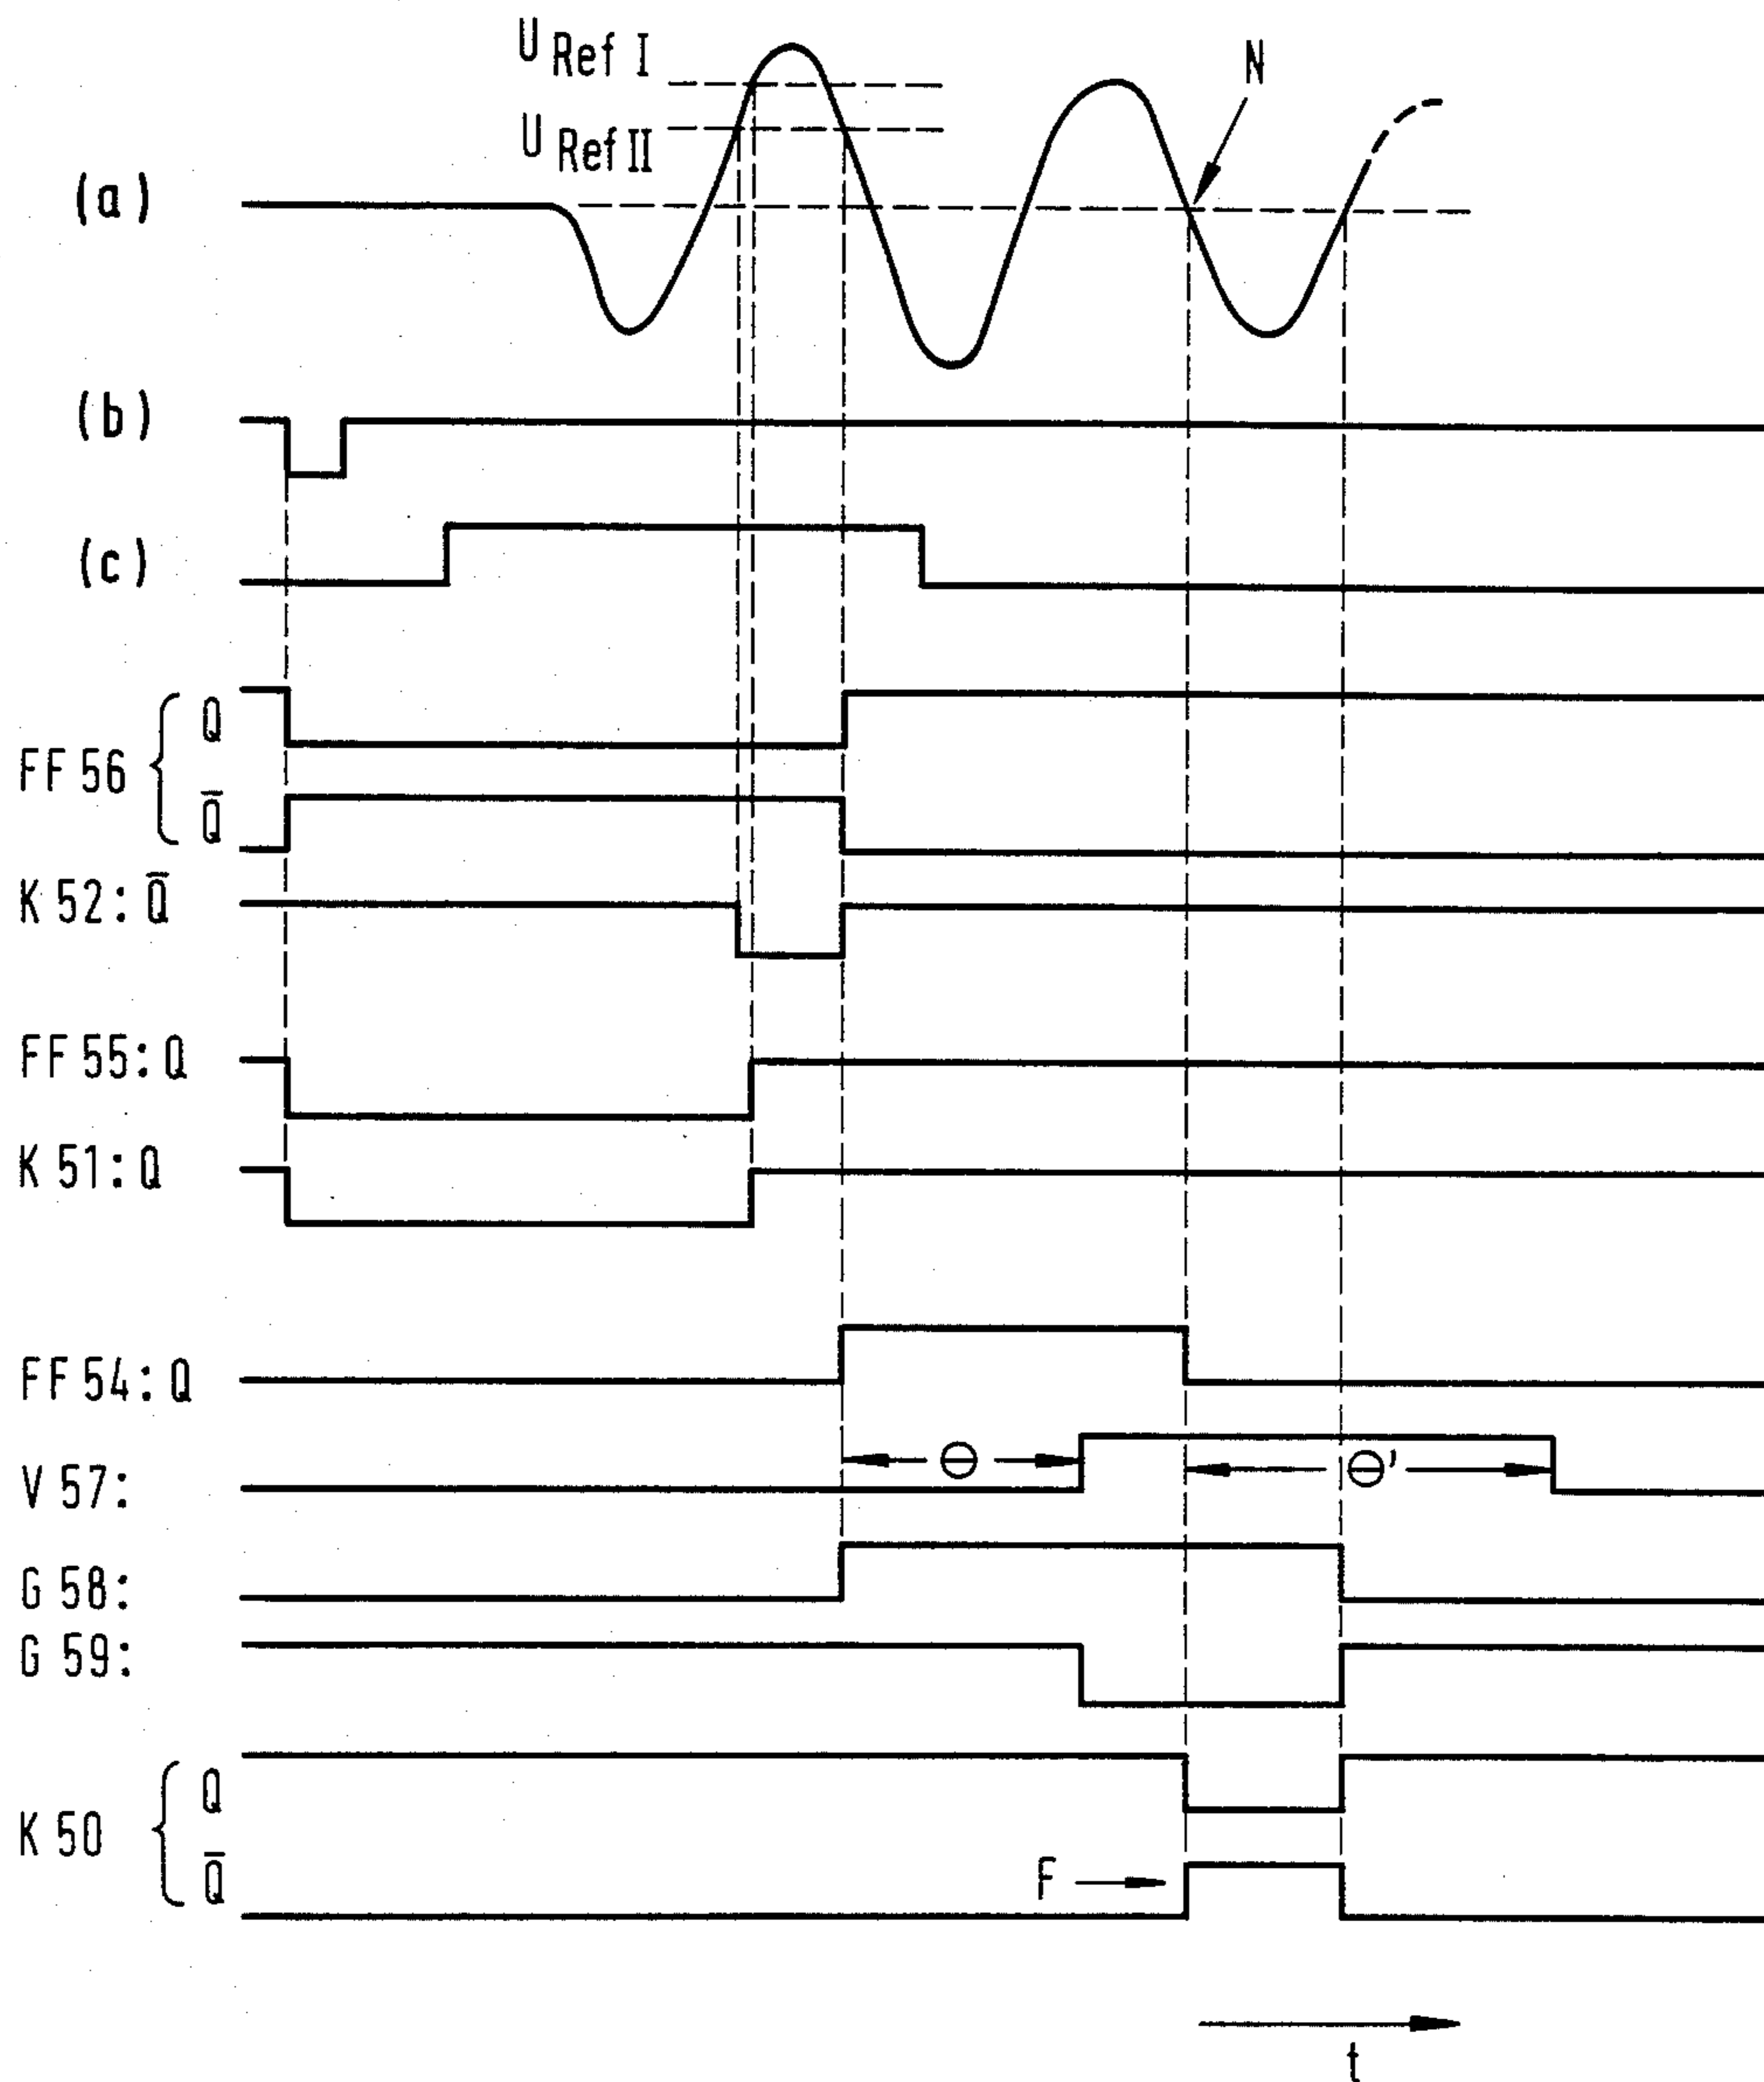 U Ref I
U Ref II
N
(a)
(b)
(c)
FF 56 { Q
Q̅
K 52: Q̅
FF 55: Q
K 51: Q
FF 54: Q
V 57:
Θ
Θ'
G 58:
G 59:
K 50 { Q
Q̅
F
t